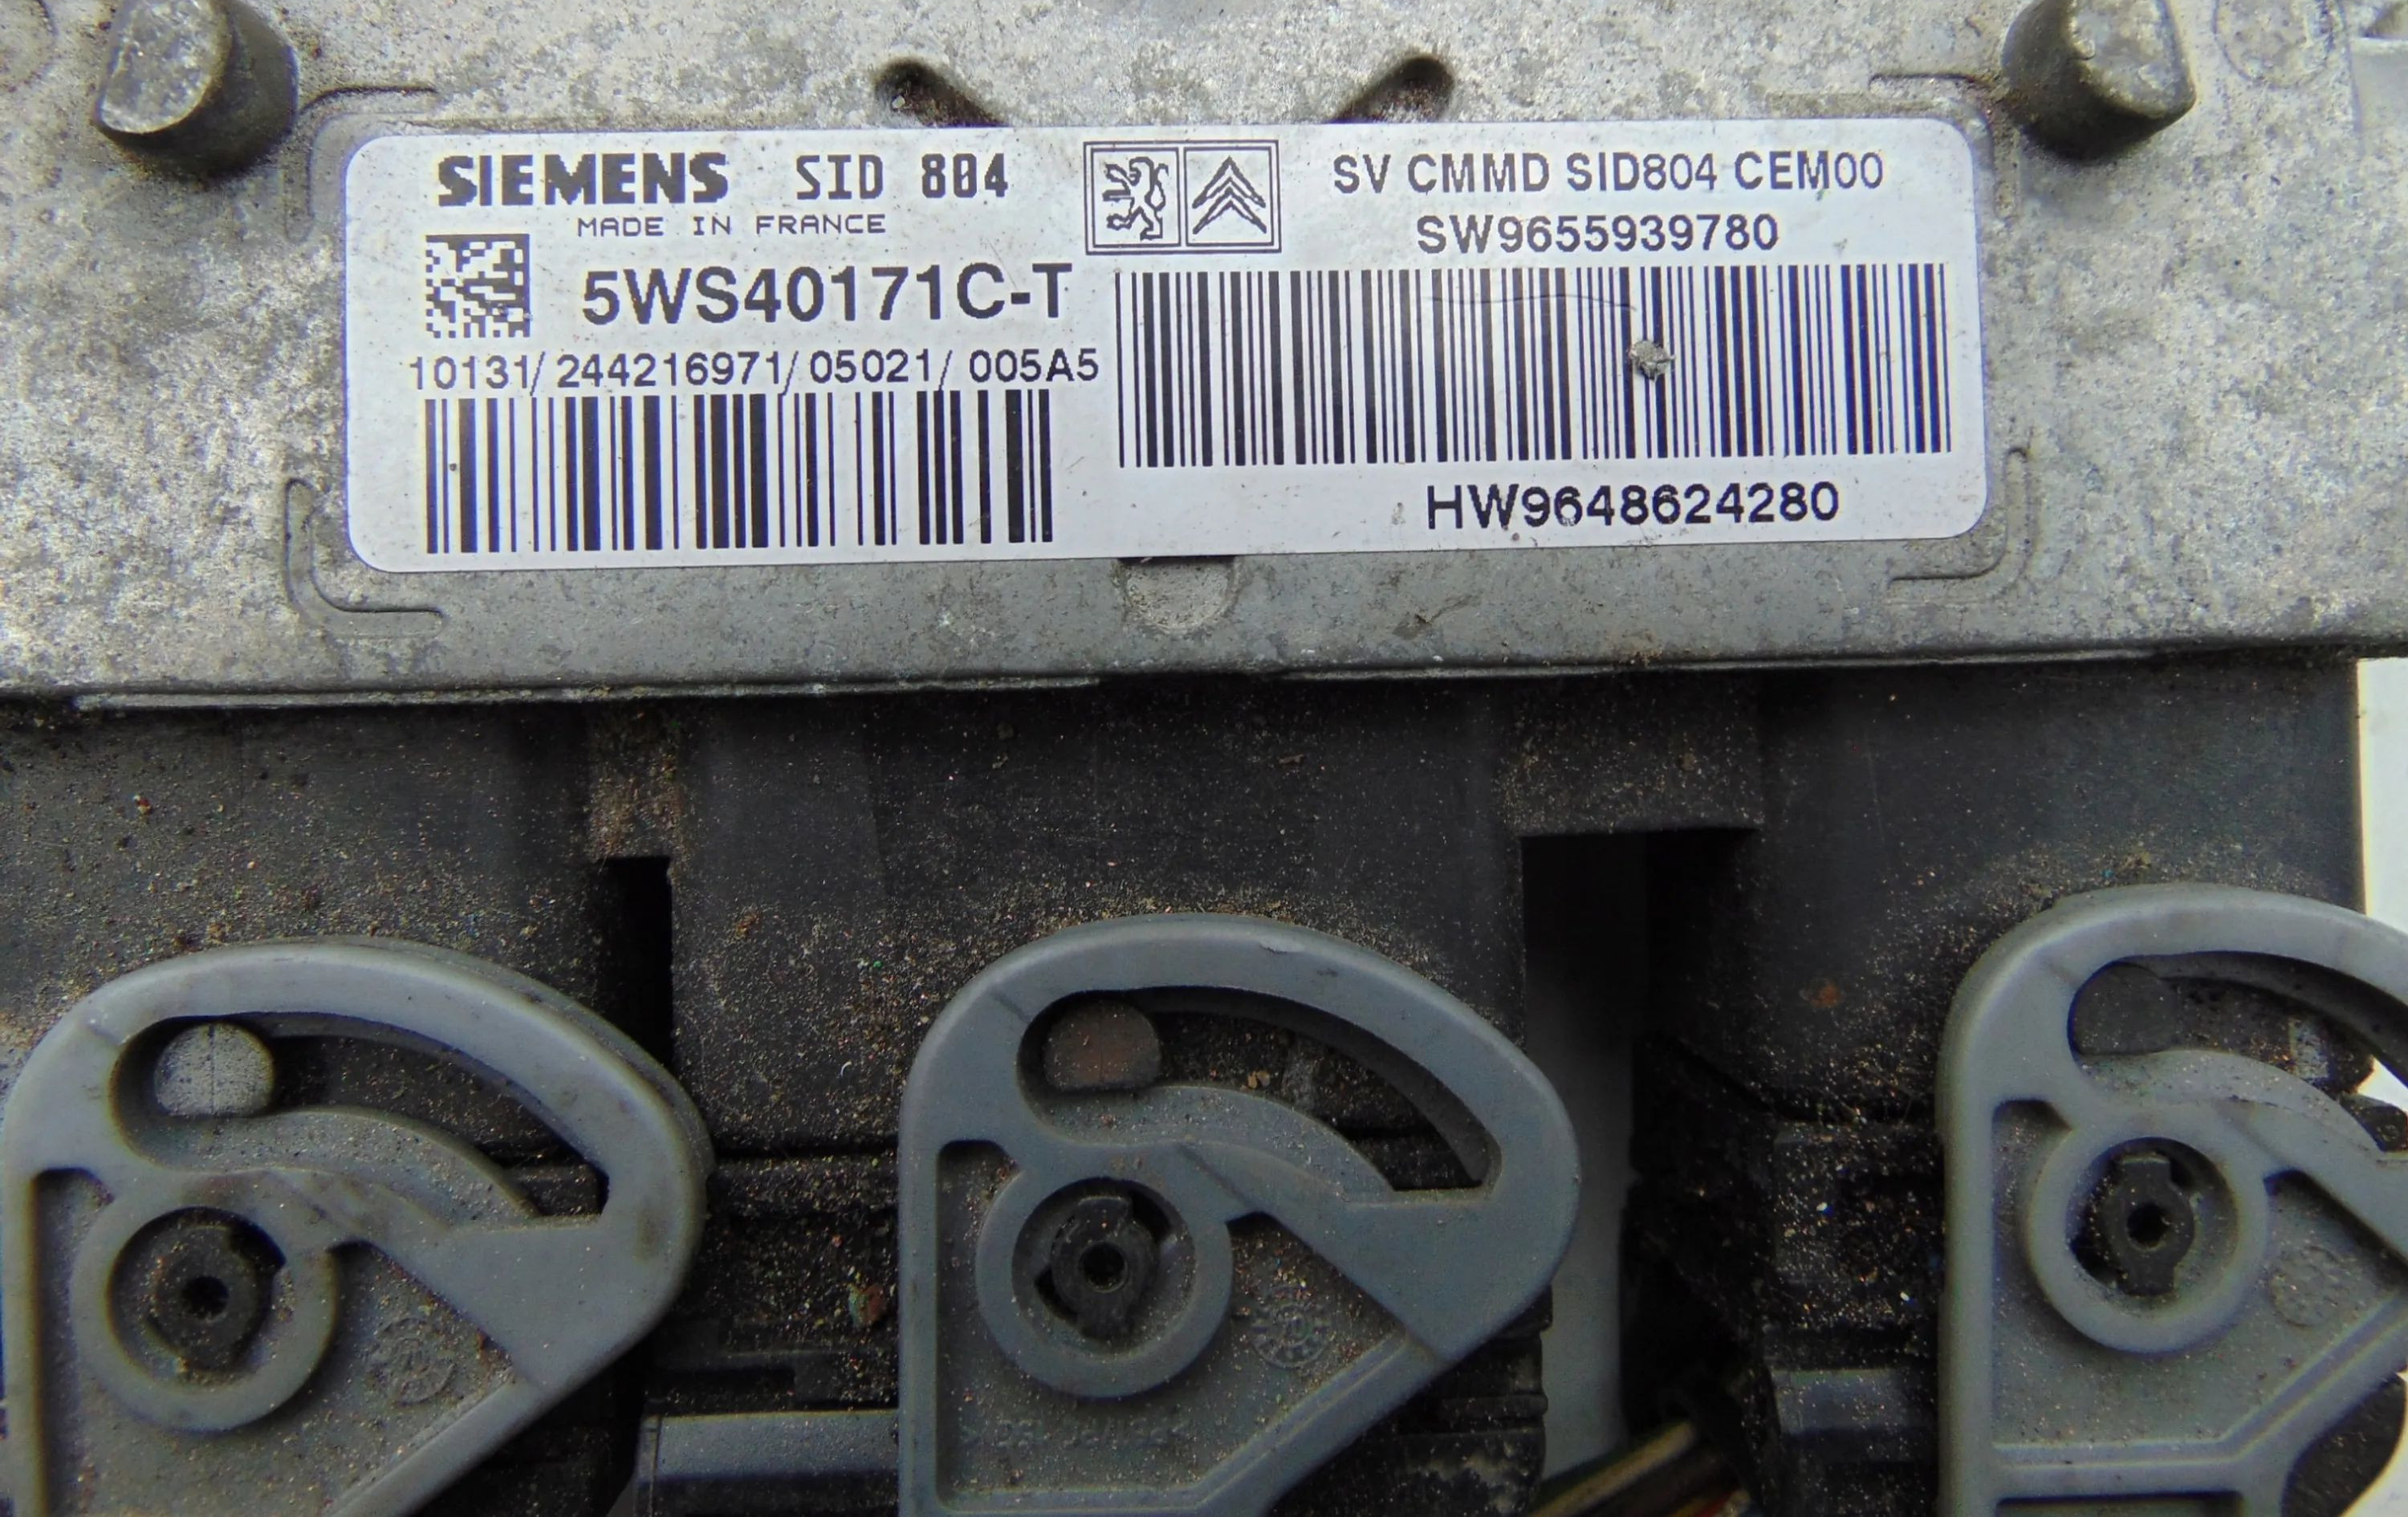 SIEMENS SID 804
MADE IN FRANCE
5WS40171C-T
10131/244216971/05021/005A5
SV CMMD SID804 CEM00
SW9655939780
HW9648624280